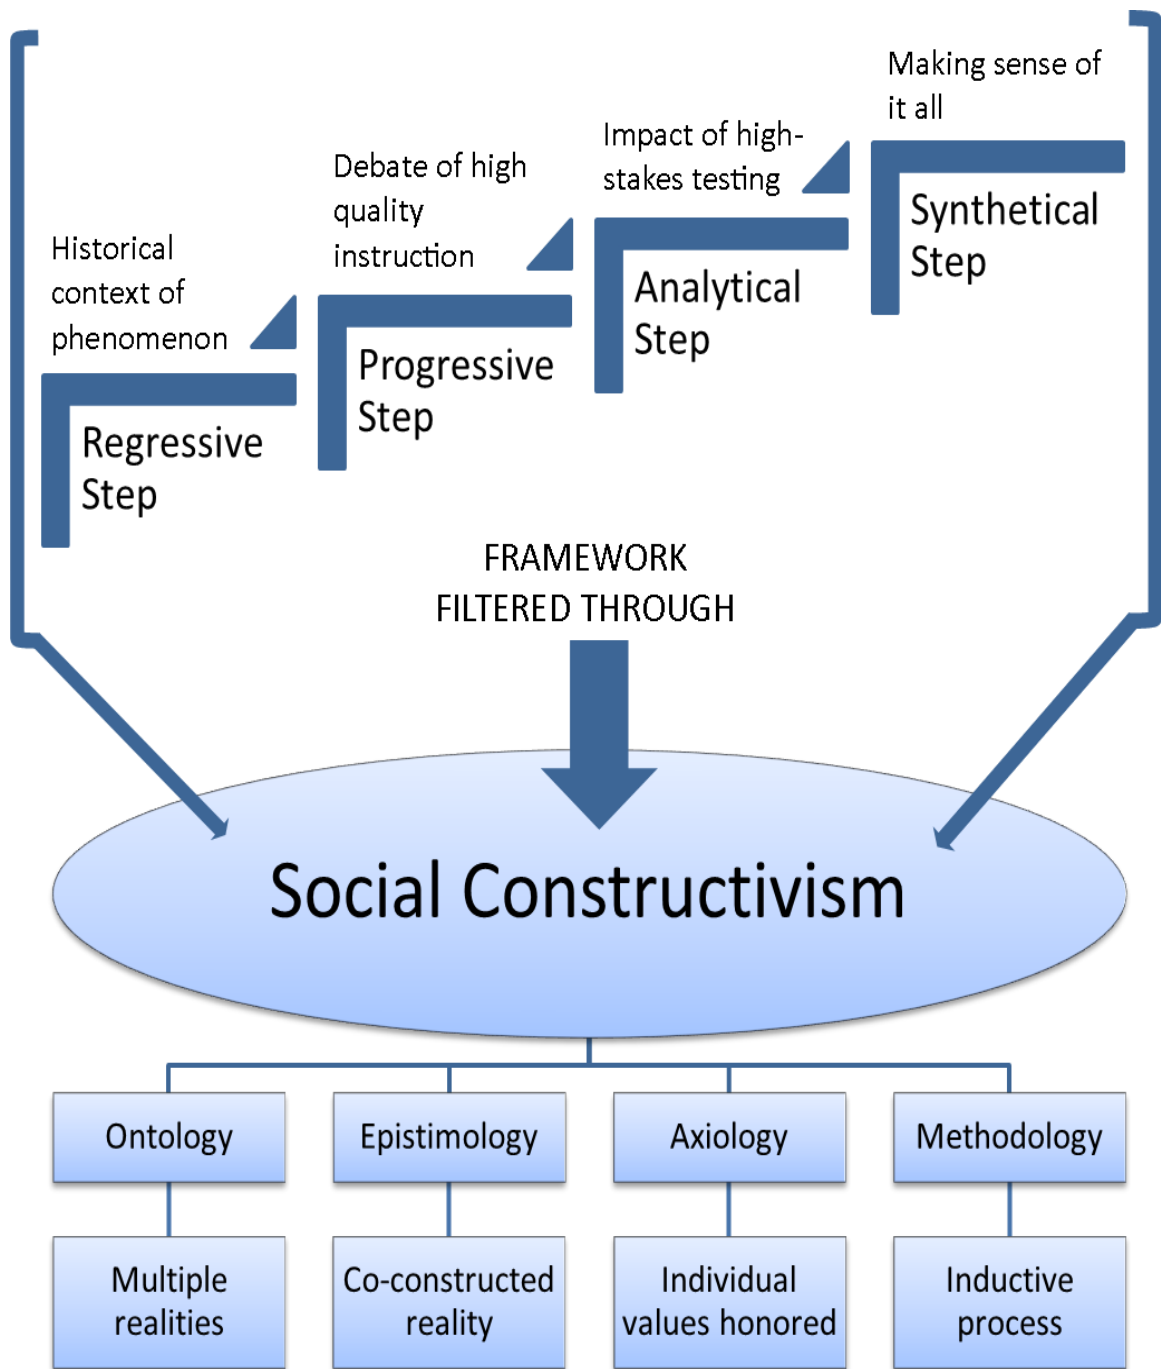 Historical
context of
phenomenon
Regressive
Step
Debate of high
quality
instruction
Progressive
Step
Impact of high-
stakes testing
Analytical
Step
Making sense of
it all
Synthetical
Step
FRAMEWORK
FILTERED THROUGH
Social Constructivism
Ontology
Epistimology
Axiology
Methodology
Multiple
realities
Co-constructed
reality
Individual
values honored
Inductive
process